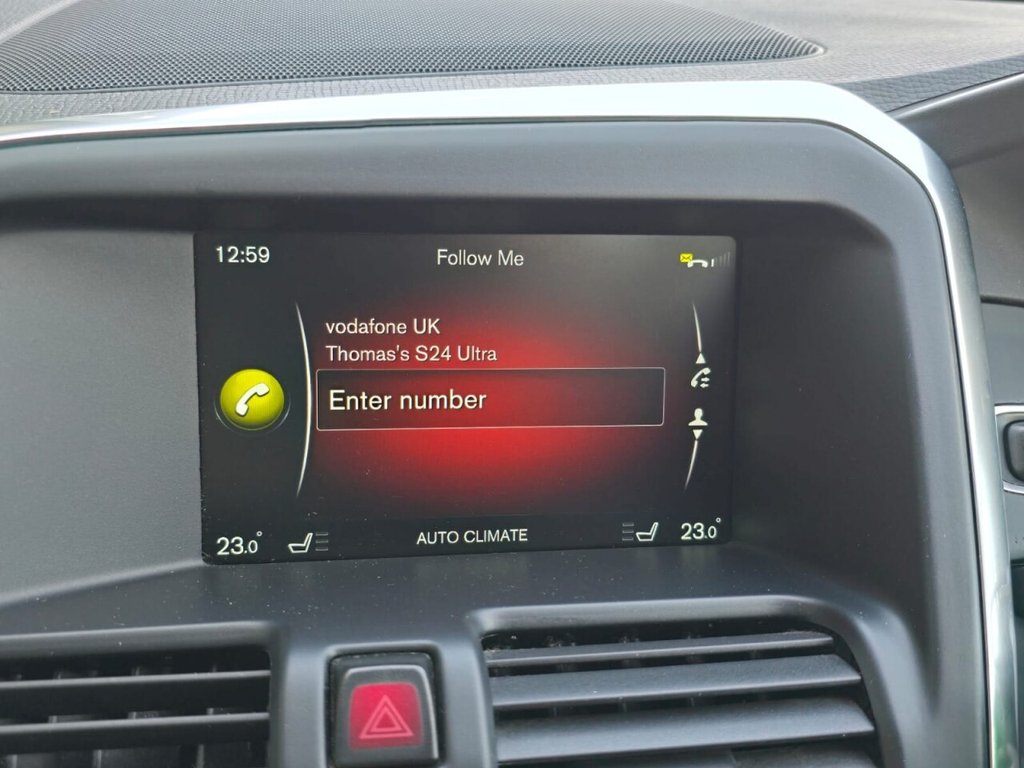 12:59
Follow Me
vodafone UK
Thomas's S24 Ultra
Enter number
23.0°
AUTO CLIMATE
23.0°